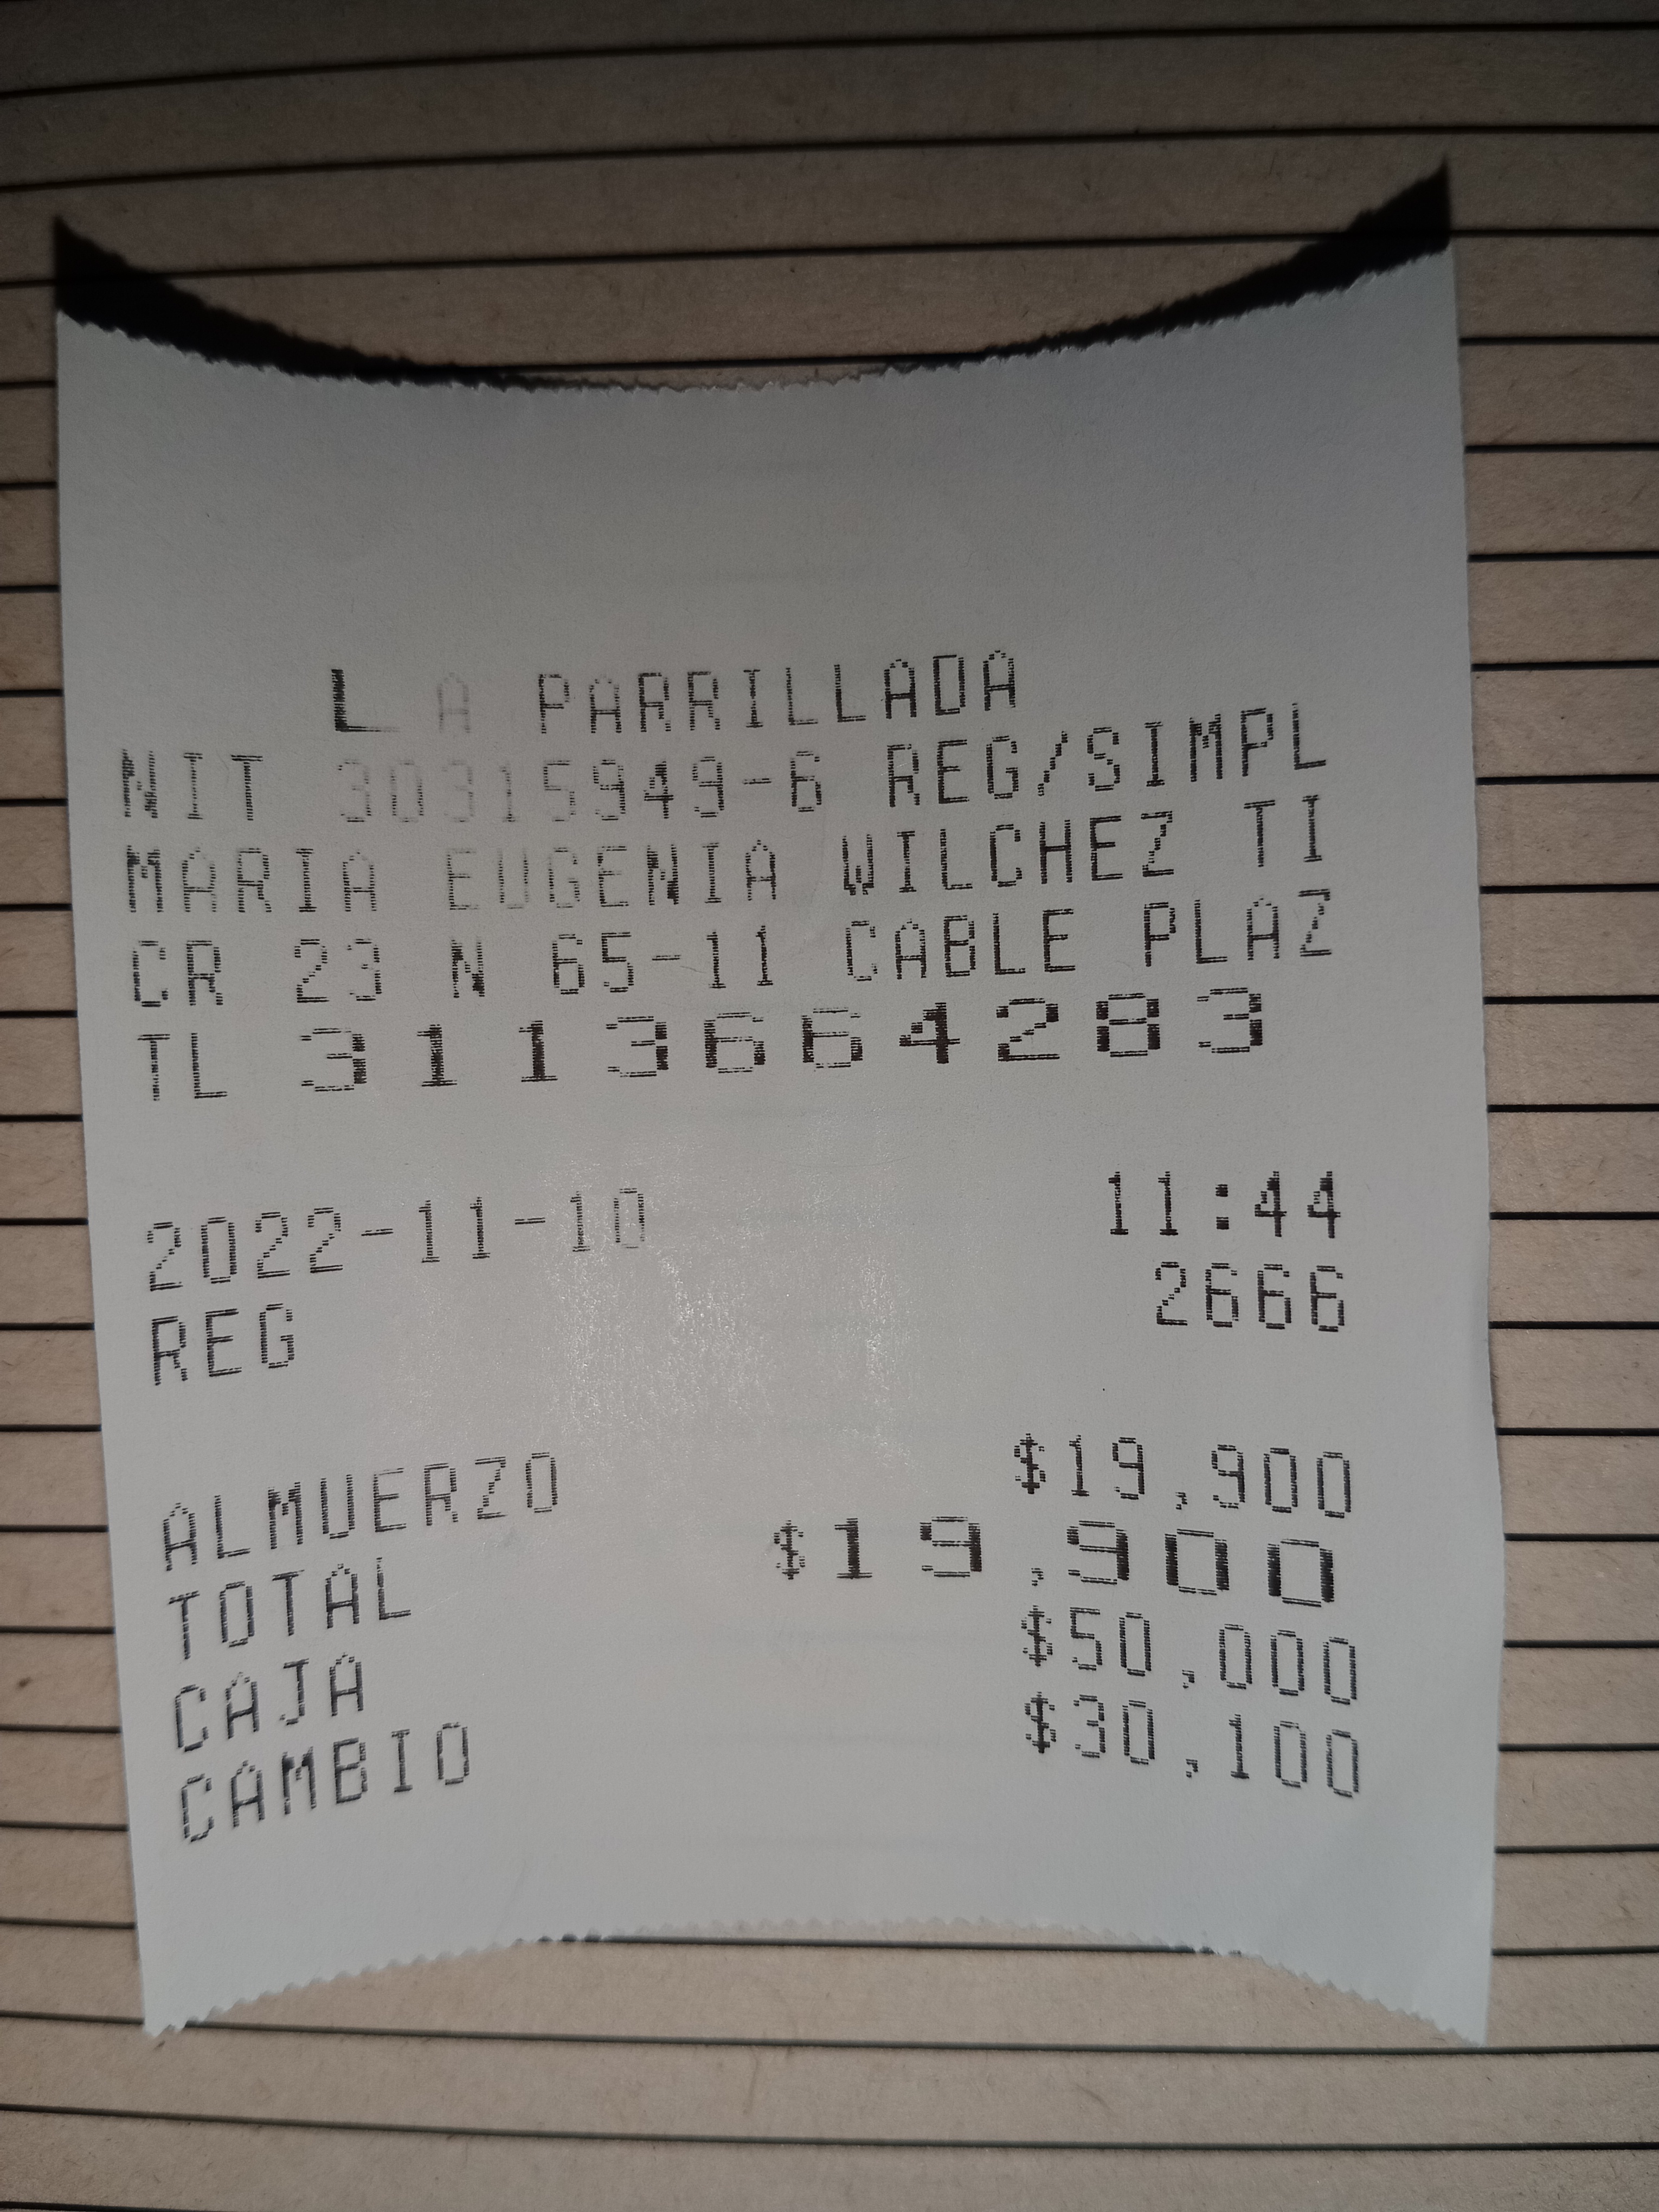 LA PARRILLADA
NIT 30315949-6 REG/SIMPL
MARIA EUGENIA WILCHEZ TI
CR 23 N 65-11 CABLE PLAZ
TL 3113664283
2022-11-10 11:44
REG 2666
ALMUERZO $19,900
TOTAL $19,900
CAJA $50,000
CAMBIO $30,100